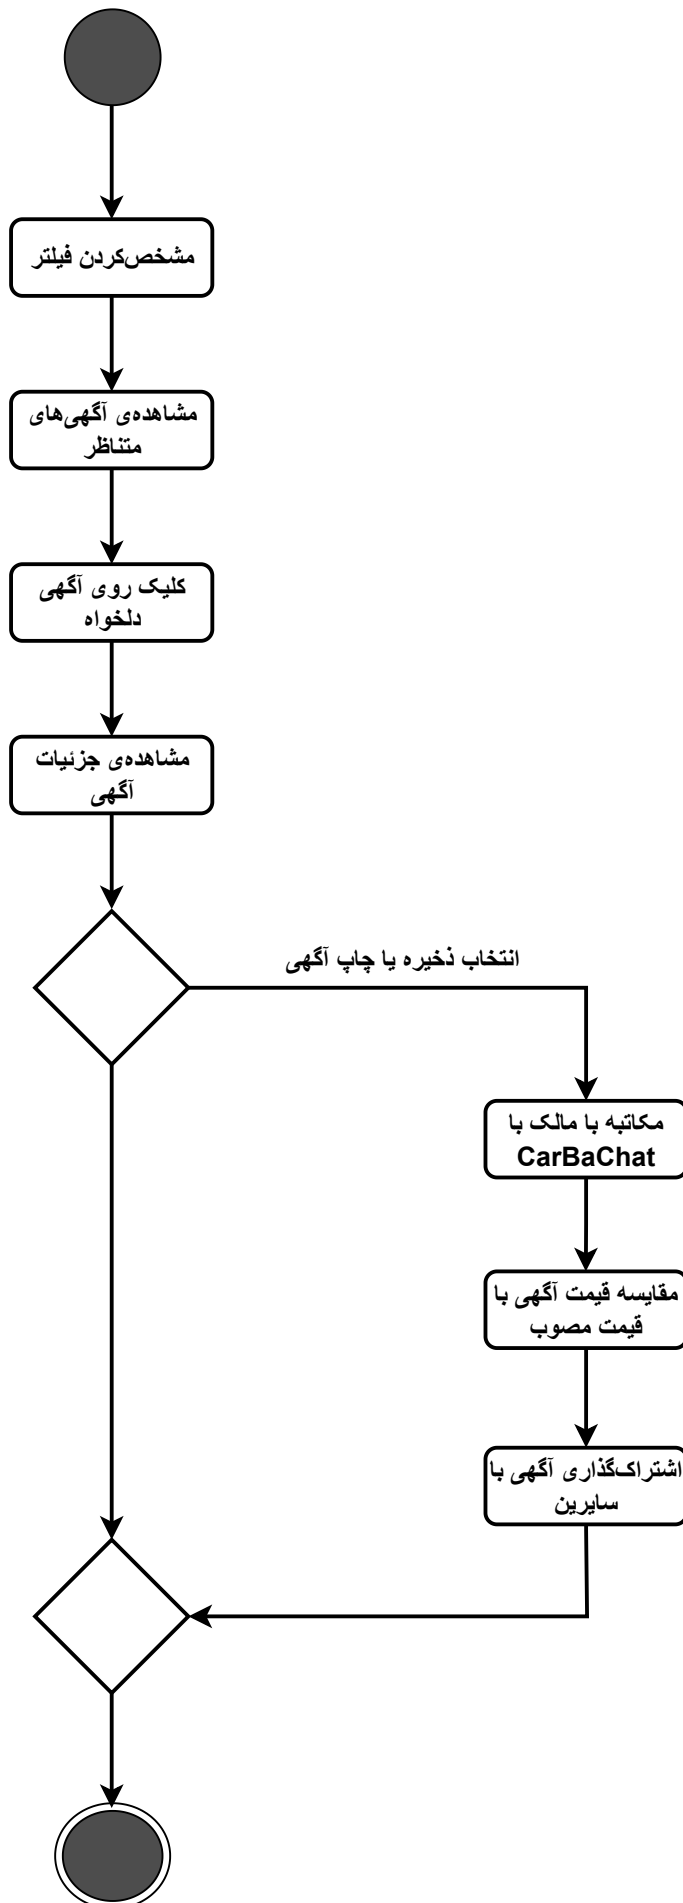 مشخص‌کردن فیلتر
مشاهده‌ی آگهی‌های
متناظر
کلیک روی آگهی
دلخواه
مشاهده‌ی جزئیات
آگهی
انتخاب ذخیره یا چاپ آگهی
مکاتبه با مالک با
CarBaChat
مقایسه قیمت آگهی با
قیمت مصوب
اشتراک‌گذاری آگهی با
سایرین